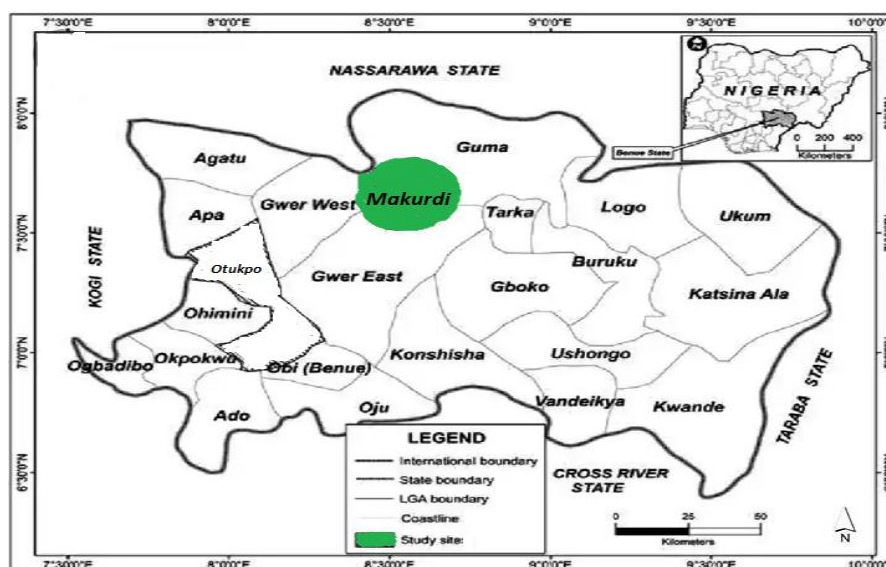 7°30'0"E
8°0'0"E
8°30'0"E
9°0'0"E
9°30'0"E
10°0'0"E
NASSARAWA STATE
N
NIGERIA
Benue State
0 200 400
Kilometers
8°0'0"N
Agatu
Guma
Gwer West
Makurdi
Apa
Tarka
Logo
Ukum
7°30'0"N
KOGI STATE
Otukpo
Gwer East
Buruku
Gboko
Katsina Ala
Ohimini
7°0'0"N
Ogbadibo
Okpokwu
Obi (Benue)
Konshisha
Ushongo
TARABA STATE
Ado
Oju
Vandeikya
Kwande
6°30'0"N
CROSS RIVER
STATE
LEGEND
International boundary
State boundary
LGA boundary
Coastline
Study site:
0 25 50
Kilometers
N
7°30'0"E
8°0'0"E
8°30'0"E
9°0'0"E
9°30'0"E
10°0'0"E